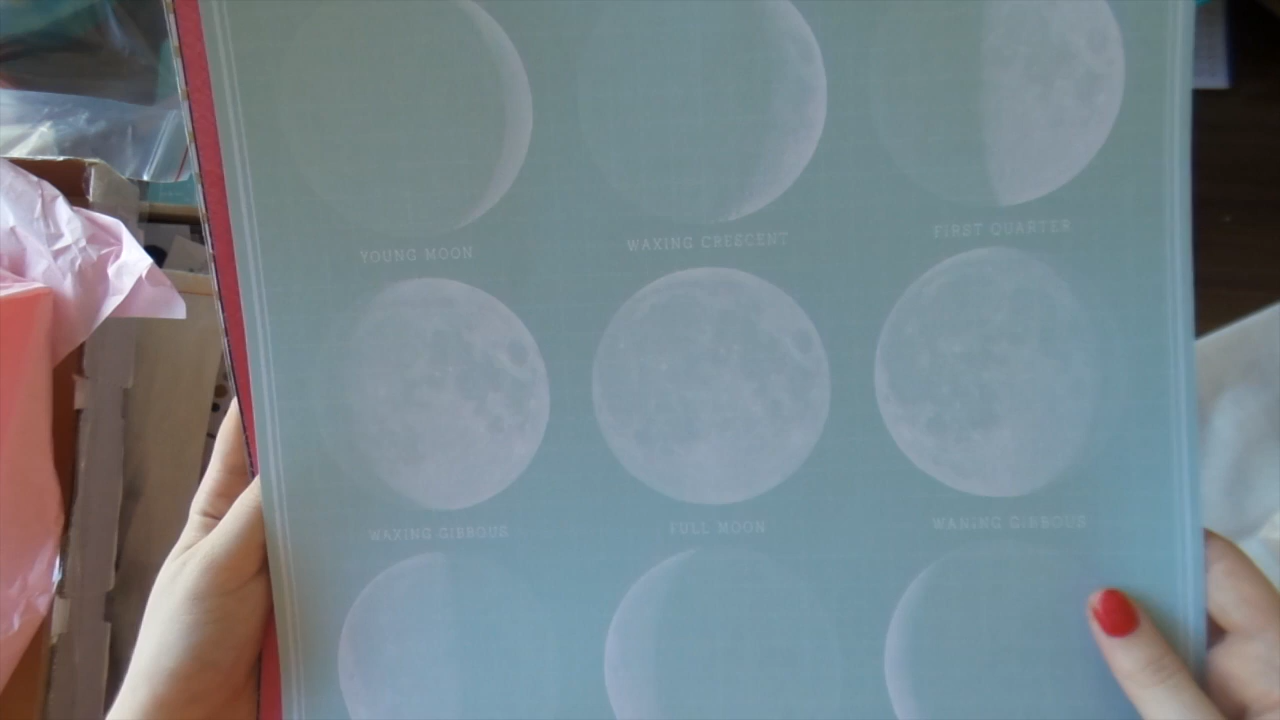 YOUNG MOON
WAXING CRESCENT
FIRST QUARTER
WAXING GIBBOUS
FULL MOON
WANING GIBBOUS